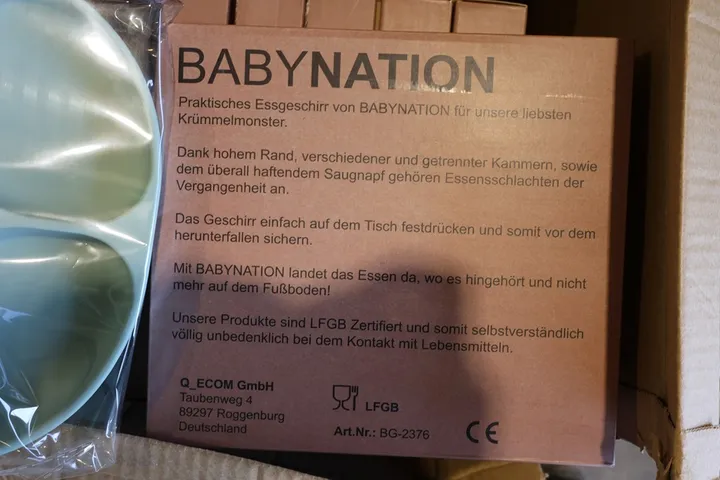 BABYNATION
Praktisches Essgeschirr von BABYNATION für unsere liebsten
Krümmelmonster.
Dank hohem Rand, verschiedener und getrennter Kammern, sowie
dem überall haftendem Saugnapf gehören Essensschlachten der
Vergangenheit an.
Das Geschirr einfach auf dem Tisch festdrücken und somit vor dem
herunterfallen sichern.
Mit BABYNATION landet das Essen da, wo es hingehört und nicht
mehr auf dem Fußboden!
Unsere Produkte sind LFGB Zertifiert und somit selbstverständlich
völlig unbedenklich bei dem Kontakt mit Lebensmitteln.
Q_ECOM GmbH
Taubenweg 4
89297 Roggenburg
Deutschland
LFGB
Art.Nr.: BG-2376
CE